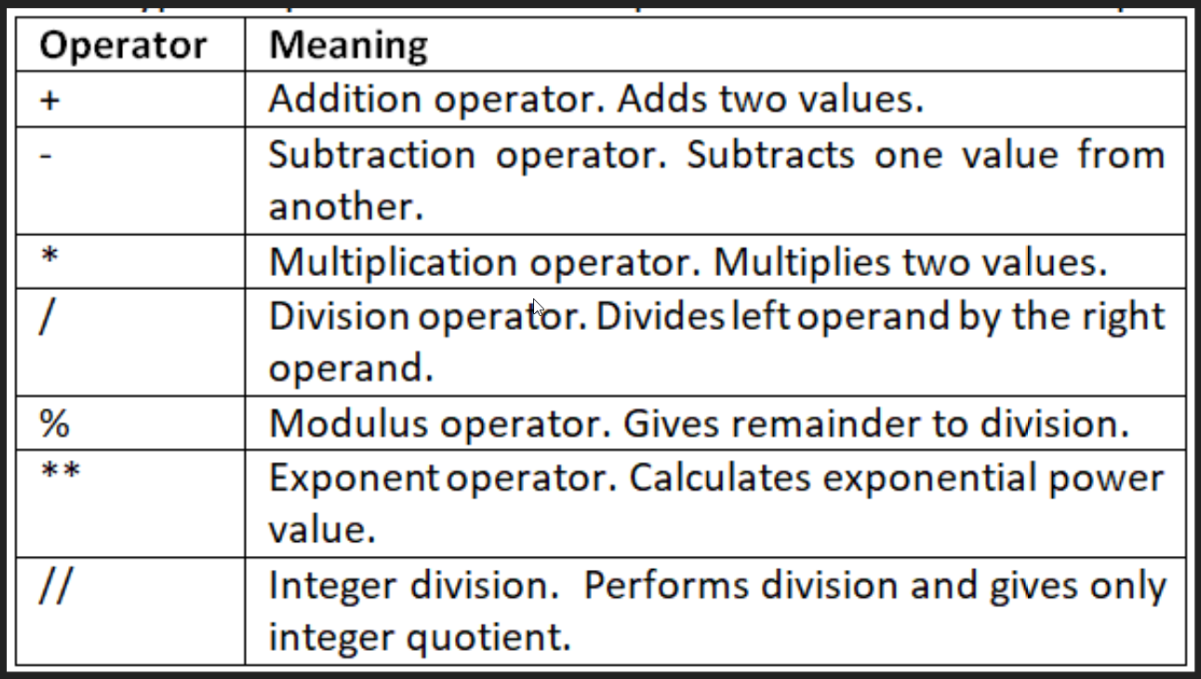 Operator Meaning
+ Addition operator. Adds two values.
- Subtraction operator. Subtracts one value from
another.
* Multiplication operator. Multiplies two values.
/ Division operator. Divides left operand by the right
operand.
% Modulus operator. Gives remainder to division.
** Exponent operator. Calculates exponential power
value.
// Integer division. Performs division and gives only
integer quotient.